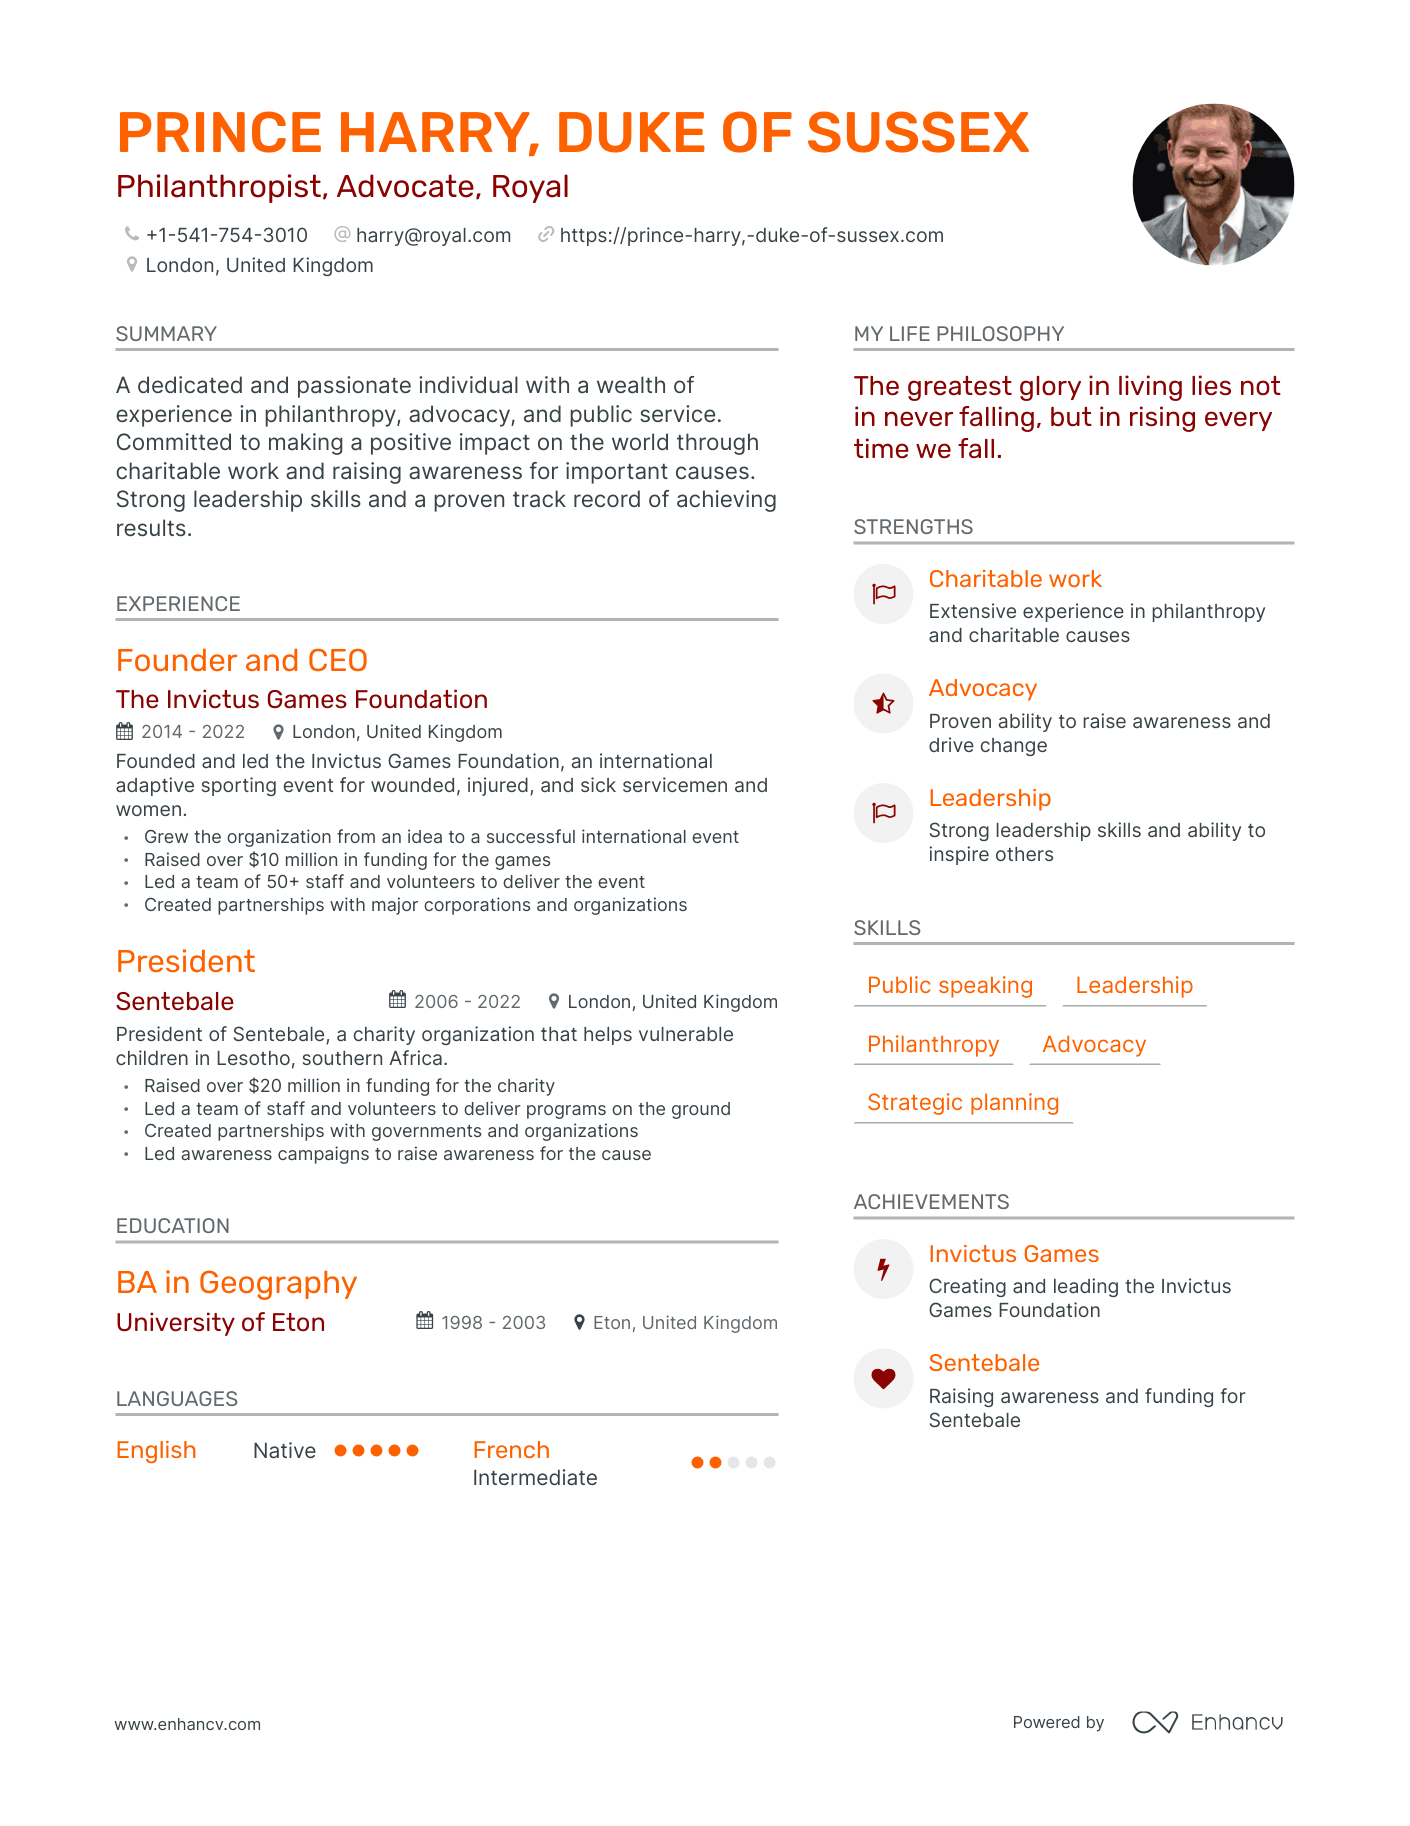 PRINCE HARRY, DUKE OF SUSSEX
Philanthropist, Advocate, Royal
+1-541-754-3010 @ harry@royal.com https://prince-harry,-duke-of-sussex.com
London, United Kingdom
SUMMARY
A dedicated and passionate individual with a wealth of
experience in philanthropy, advocacy, and public service.
Committed to making a positive impact on the world through
charitable work and raising awareness for important causes.
Strong leadership skills and a proven track record of achieving
results.
EXPERIENCE
Founder and CEO
The Invictus Games Foundation
2014 - 2022 London, United Kingdom
Founded and led the Invictus Games Foundation, an international
adaptive sporting event for wounded, injured, and sick servicemen and
women.
• Grew the organization from an idea to a successful international event
• Raised over $10 million in funding for the games
• Led a team of 50+ staff and volunteers to deliver the event
• Created partnerships with major corporations and organizations
President
Sentebale 2006 - 2022 London, United Kingdom
President of Sentebale, a charity organization that helps vulnerable
children in Lesotho, southern Africa.
• Raised over $20 million in funding for the charity
• Led a team of staff and volunteers to deliver programs on the ground
• Created partnerships with governments and organizations
• Led awareness campaigns to raise awareness for the cause
EDUCATION
BA in Geography
University of Eton 1998 - 2003 Eton, United Kingdom
LANGUAGES
English Native French
Intermediate
MY LIFE PHILOSOPHY
The greatest glory in living lies not
in never falling, but in rising every
time we fall.
STRENGTHS
Charitable work
Extensive experience in philanthropy
and charitable causes
Advocacy
Proven ability to raise awareness and
drive change
Leadership
Strong leadership skills and ability to
inspire others
SKILLS
Public speaking Leadership
Philanthropy Advocacy
Strategic planning
ACHIEVEMENTS
Invictus Games
Creating and leading the Invictus
Games Foundation
Sentebale
Raising awareness and funding for
Sentebale
www.enhancv.com
Powered by Enhancv